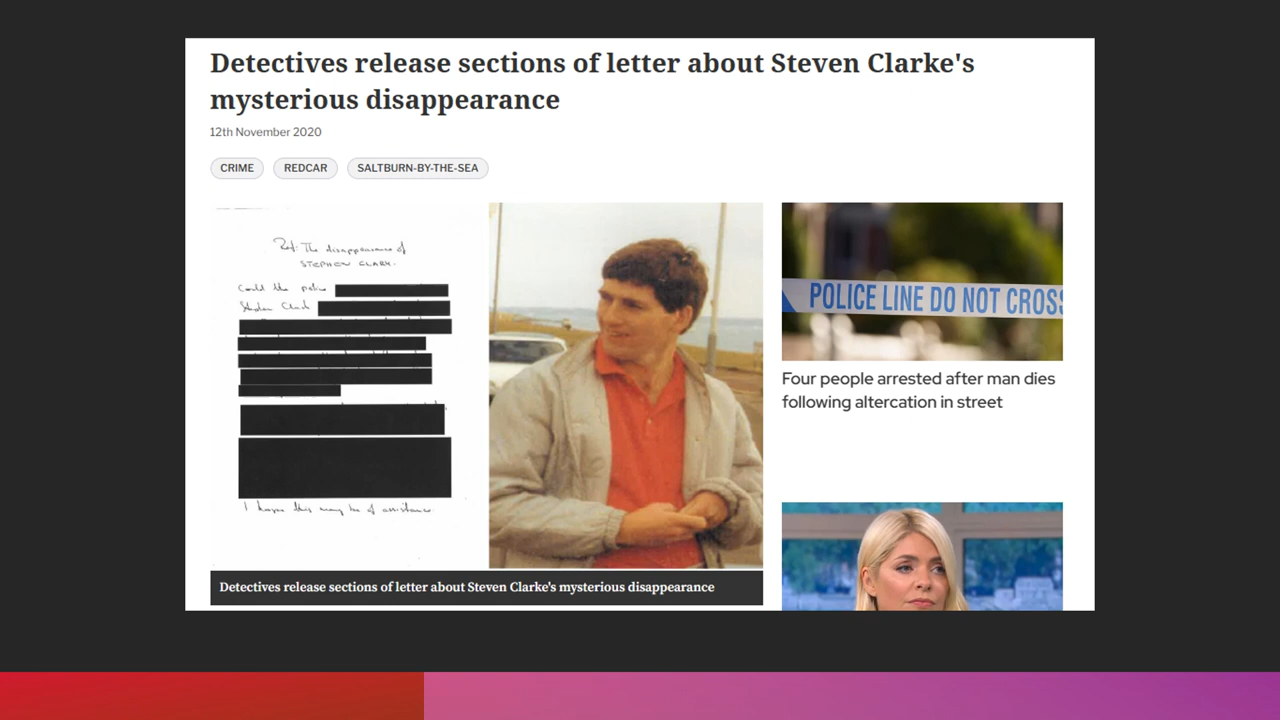 Detectives release sections of letter about Steven Clarke's
mysterious disappearance
12th November 2020
CRIME
REDCAR
SALTBURN-BY-THE-SEA
Ref: The disappearance of
STEPHEN CLARK.
Could the police
Stephen Clark
I hope this may be of assistance.
Detectives release sections of letter about Steven Clarke's mysterious disappearance
POLICE LINE DO NOT CROSS
Four people arrested after man dies
following altercation in street